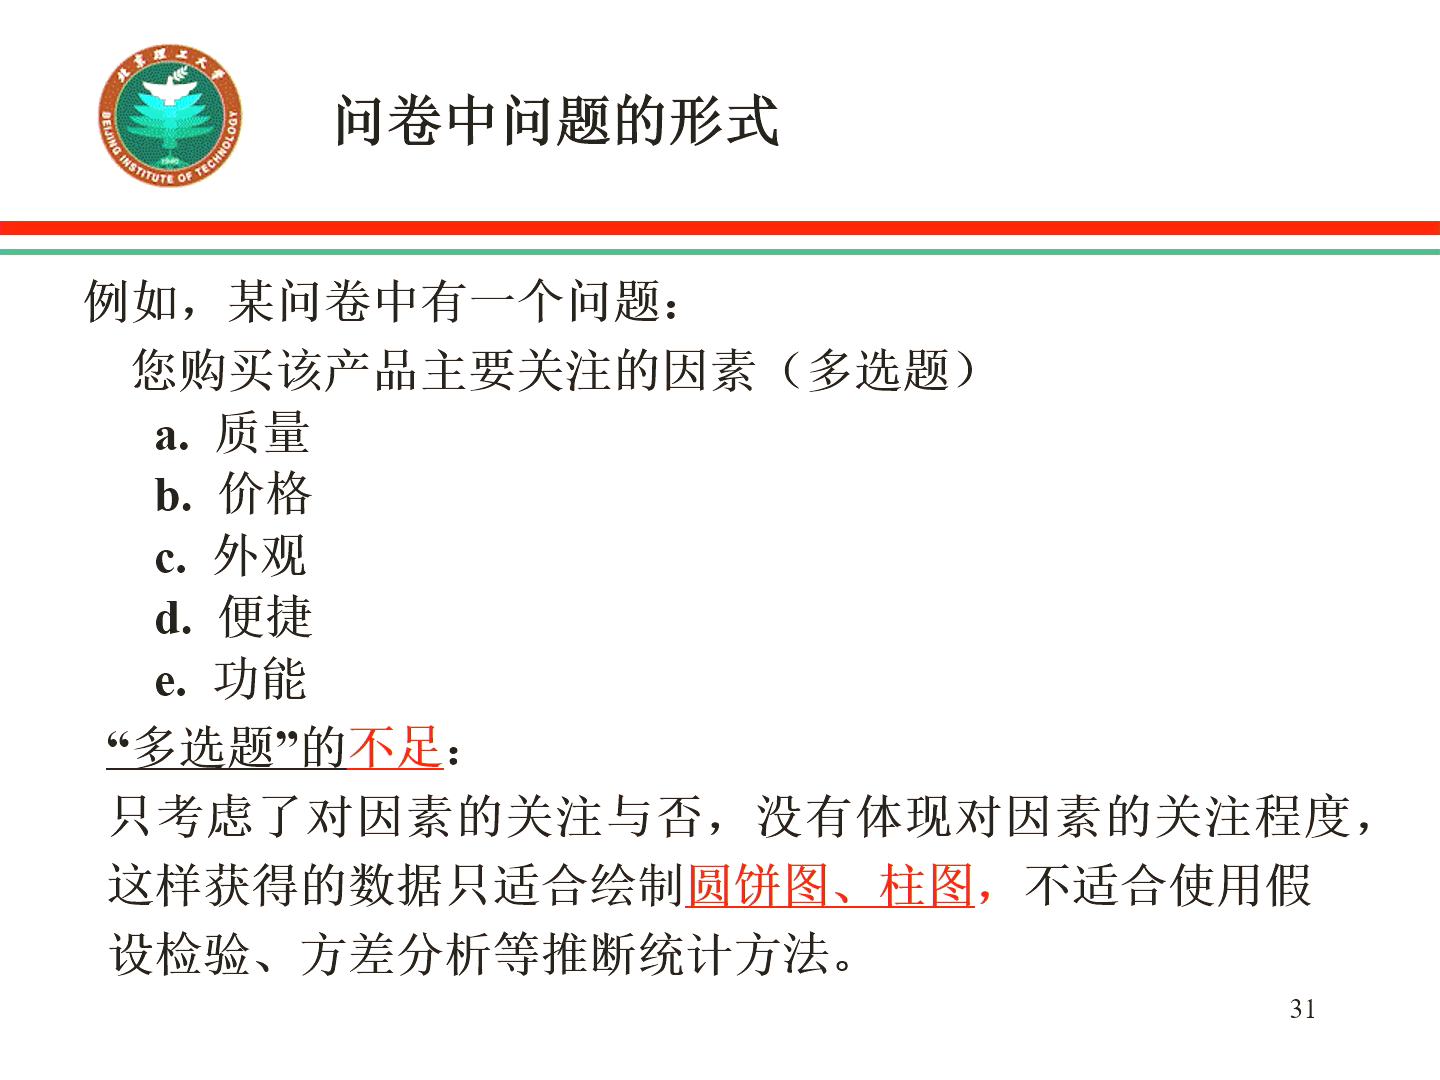 北京理工大学
BEIJING INSTITUTE OF TECHNOLOGY
1940
问卷中问题的形式
例如，某问卷中有一个问题：
您购买该产品主要关注的因素（多选题）
a. 质量
b. 价格
c. 外观
d. 便捷
e. 功能
“多选题”的不足：
只考虑了对因素的关注与否，没有体现对因素的关注程度，
这样获得的数据只适合绘制圆饼图、柱图，不适合使用假
设检验、方差分析等推断统计方法。
31